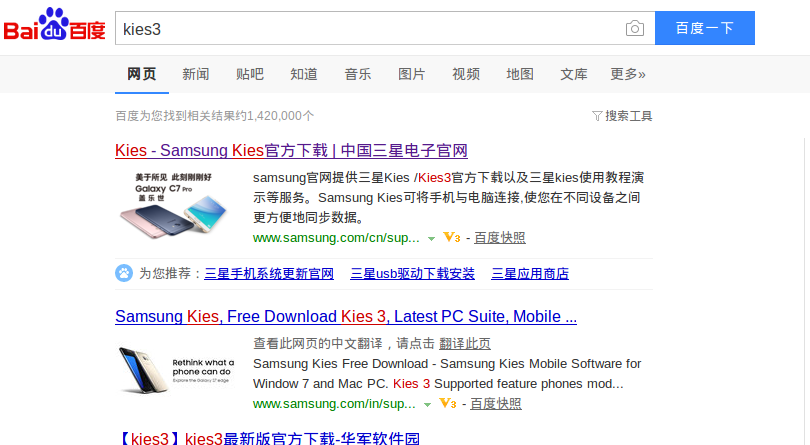 Bai du 百度
kies3
百度一下
网页 新闻 贴吧 知道 音乐 图片 视频 地图 文库 更多»
百度为您找到相关结果约1,420,000个
搜索工具
Kies - Samsung Kies官方下载 | 中国三星电子官网
美于所见 此刻刚刚好
Galaxy C7 Pro
盖乐世
samsung官网提供三星Kies /Kies3官方下载以及三星kies使用教程演
示等服务。Samsung Kies可将手机与电脑连接,使您在不同设备之间
更方便地同步数据。
www.samsung.com/cn/sup... V3 - 百度快照
为您推荐：三星手机系统更新官网 三星usb驱动下载安装 三星应用商店
Samsung Kies, Free Download Kies 3, Latest PC Suite, Mobile ...
Rethink what a
phone can do
Explore the Galaxy C7 edge
查看此网页的中文翻译，请点击 翻译此页
Samsung Kies Free Download - Samsung Kies Mobile Software for
Window 7 and Mac PC. Kies 3 Supported feature phones mod...
www.samsung.com/in/sup... V3 - 百度快照
【kies3】kies3最新版官方下载-华军软件园